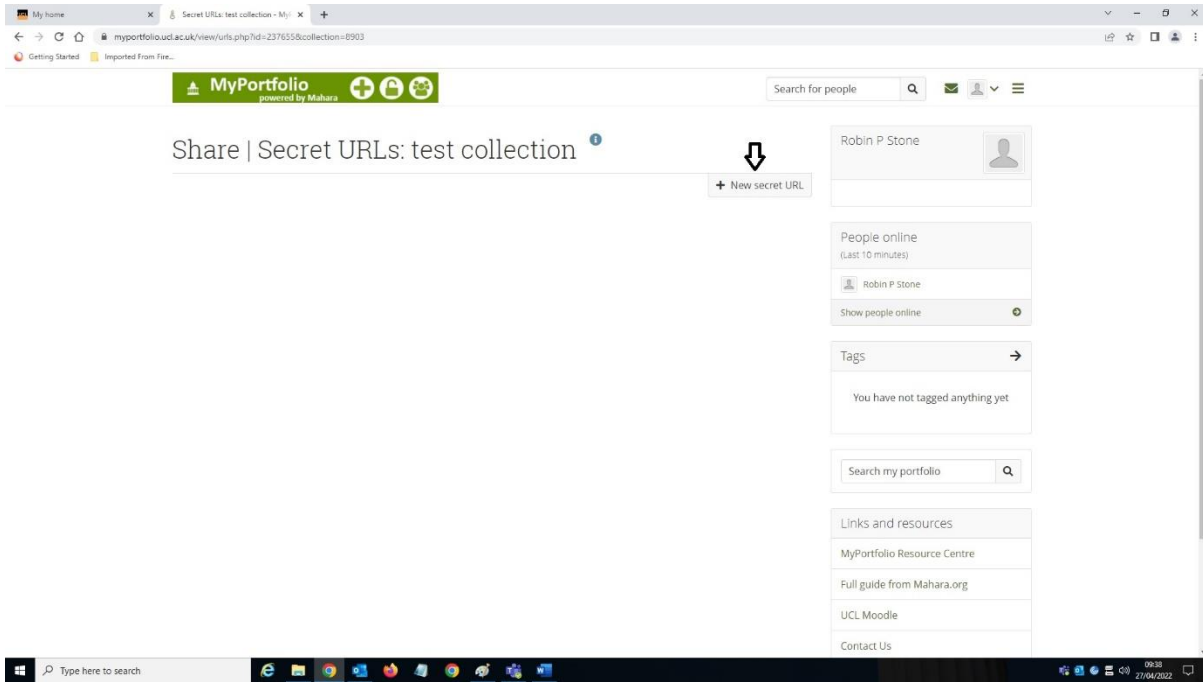 My home
Secret URLs: test collection - My
myportfolio.ucl.ac.uk/view/urls.php?id=237655&collection=8903
Getting Started
Imported From Fire...
MyPortfolio
powered by Mahara
Search for people
Share | Secret URLs: test collection
+ New secret URL
Robin P Stone
People online
(Last 10 minutes)
Robin P Stone
Show people online
Tags
You have not tagged anything yet
Search my portfolio
Links and resources
MyPortfolio Resource Centre
Full guide from Mahara.org
UCL Moodle
Contact Us
Type here to search
09:38
27/04/2022